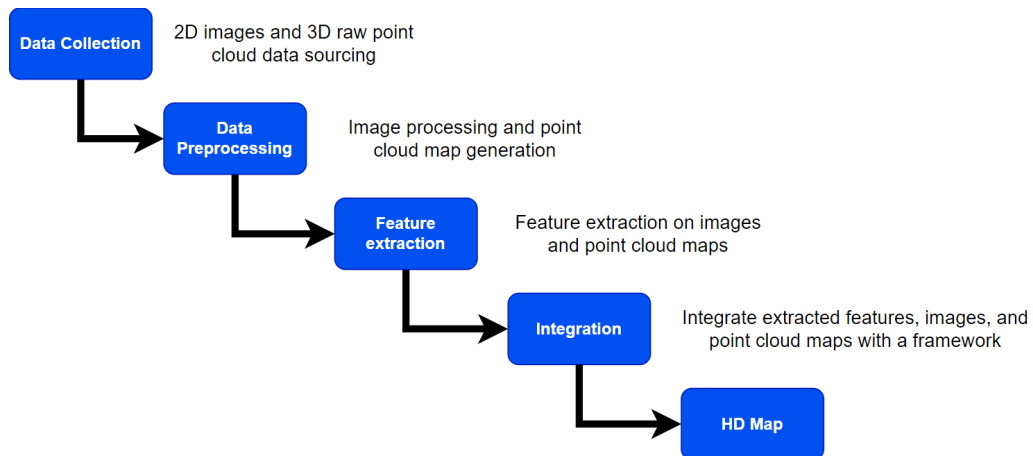 Data Collection
2D images and 3D raw point
cloud data sourcing
Data
Preprocessing
Image processing and point
cloud map generation
Feature
extraction
Feature extraction on images
and point cloud maps
Integration
Integrate extracted features, images, and
point cloud maps with a framework
HD Map